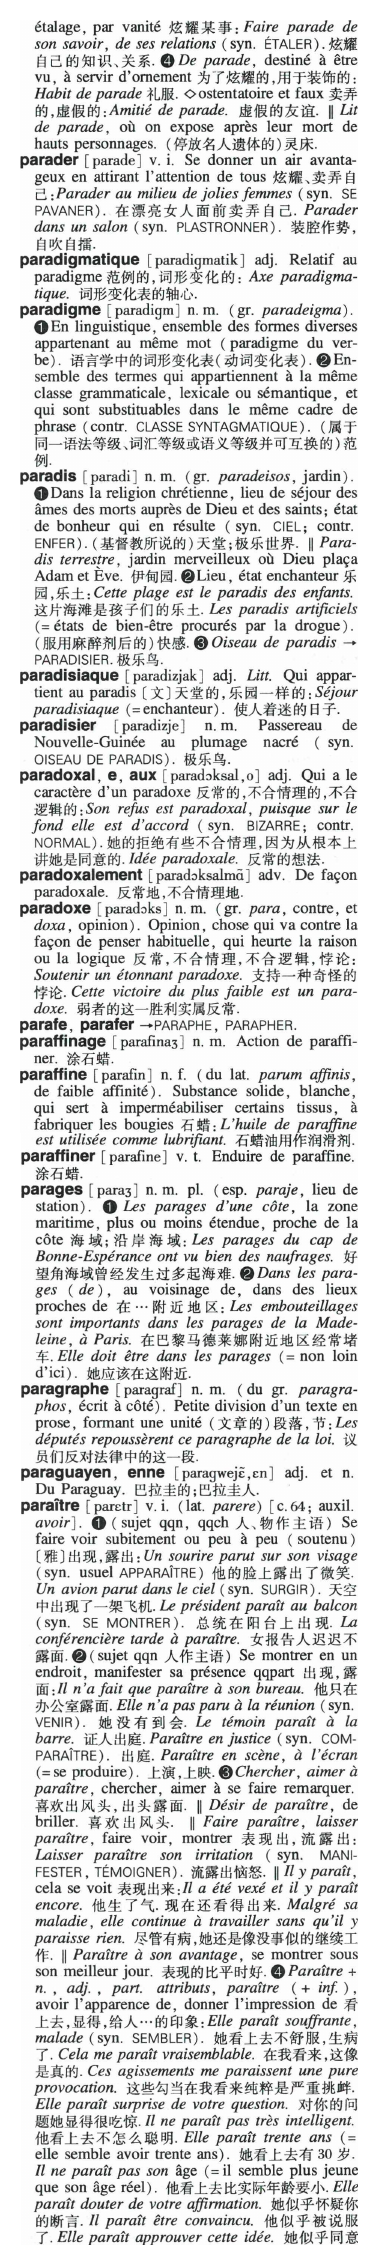 étalage, par vanité 炫耀某事: Faire parade de
son savoir, de ses relations (syn. ÉTALER). 炫耀
自己的知识、关系. ❹ De parade, destiné à être
vu, à servir d'ornement 为了炫耀的,用于装饰的:
Habit de parade 礼服. ◇ostentatoire et faux 卖弄
的,虚假的: Amitié de parade. 虚假的友谊. ‖ Lit
de parade, où on expose après leur mort de
hauts personnages. (停放名人遗体的)灵床.
parader [parade] v. i. Se donner un air avanta-
geux en attirant l'attention de tous 炫耀、卖弄自
己:Parader au milieu de jolies femmes (syn. SE
PAVANER). 在漂亮女人面前卖弄自己. Parader
dans un salon (syn. PLASTRONNER). 装腔作势,
自吹自擂.
paradigmatique [paradigmatik] adj. Relatif au
paradigme 范例的,词形变化的: Axe paradigma-
tique. 词形变化表的轴心.
paradigme [paradigm] n. m. (gr. paradeigma).
❶En linguistique, ensemble des formes diverses
appartenant au même mot (paradigme du ver-
be). 语言学中的词形变化表(动词变化表). ❷En-
semble des termes qui appartiennent à la même
classe grammaticale, lexicale ou sémantique, et
qui sont substituables dans le même cadre de
phrase (contr. CLASSE SYNTAGMATIQUE). (属于
同一语法等级、词汇等级或语义等级并可互换的)范
例.
paradis [paradi] n. m. (gr. paradeisos, jardin).
❶Dans la religion chrétienne, lieu de séjour des
âmes des morts auprès de Dieu et des saints; état
de bonheur qui en résulte (syn. CIEL; contr.
ENFER). (基督教所说的)天堂;极乐世界. ‖ Para-
dis terrestre, jardin merveilleux où Dieu plaça
Adam et Ève. 伊甸园. ❷Lieu, état enchanteur 乐
园,乐土: Cette plage est le paradis des enfants.
这片海滩是孩子们的乐土. Les paradis artificiels
(= états de bien-être procurés par la drogue).
(服用麻醉剂后的)快感. ❸ Oiseau de paradis →
PARADISIER. 极乐鸟.
paradisiaque [paradizjak] adj. Litt. Qui appar-
tient au paradis [文]天堂的,乐园一样的: Séjour
paradisiaque (=enchanteur). 使人着迷的日子.
paradisier [paradizje] n. m. Passereau de
Nouvelle-Guinée au plumage nacré (syn.
OISEAU DE PARADIS). 极乐鸟.
paradoxal, e, aux [paradɔksal,o] adj. Qui a le
caractère d'un paradoxe 反常的,不合情理的,不合
逻辑的:Son refus est paradoxal, puisque sur le
fond elle est d'accord (syn. BIZARRE; contr.
NORMAL). 她的拒绝有些不合情理,因为从根本上
讲她是同意的. Idée paradoxale. 反常的想法.
paradoxalement [paradɔksalmɑ̃] adv. De façon
paradoxale. 反常地,不合情理地.
paradoxe [paradɔks] n. m. (gr. para, contre, et
doxa, opinion). Opinion, chose qui va contre la
façon de penser habituelle, qui heurte la raison
ou la logique 反常,不合情理,不合逻辑,悖论:
Soutenir un étonnant paradoxe. 支持一种奇怪的
悖论. Cette victoire du plus faible est un para-
doxe. 弱者的这一胜利实属反常.
parafe, parafer →PARAPHE, PARAPHER.
paraffinage [parafinaʒ] n. m. Action de paraffi-
ner. 涂石蜡.
paraffine [parafin] n. f. (du lat. parum affinis,
de faible affinité). Substance solide, blanche,
qui sert à imperméabiliser certains tissus, à
fabriquer les bougies 石蜡: L'huile de paraffine
est utilisée comme lubrifiant. 石蜡油用作润滑剂.
paraffiner [parafine] v. t. Enduire de paraffine.
涂石蜡.
parages [paraʒ] n. m. pl. (esp. paraje, lieu de
station). ❶ Les parages d'une côte, la zone
maritime, plus ou moins étendue, proche de la
côte 海域;沿岸海域: Les parages du cap de
Bonne-Espérance ont vu bien des naufrages. 好
望角海域曾经发生过多起海难. ❷Dans les para-
ges (de), au voisinage de, dans des lieux
proches de 在…附近地区: Les embouteillages
sont importants dans les parages de la Made-
leine, à Paris. 在巴黎马德莱娜附近地区经常堵
车. Elle doit être dans les parages (= non loin
d'ici). 她应该在这附近.
paragraphe [paragraf] n. m. (du gr. paragra-
phos, écrit à côté). Petite division d'un texte en
prose, formant une unité (文章的)段落,节:Les
députés repoussèrent ce paragraphe de la loi. 议
员们反对法律中的这一段.
paraguayen, enne [paragwejɛ̃,ɛn] adj. et n.
Du Paraguay. 巴拉圭的;巴拉圭人.
paraître [parɛtr] v. i. (lat. parere) [c. 64; auxil.
avoir]. ❶ (sujet qqn, qqch 人、物作主语) Se
faire voir subitement ou peu à peu (soutenu)
〔雅〕出现,露出: Un sourire parut sur son visage
(syn. usuel APPARAÎTRE) 他的脸上露出了微笑.
Un avion parut dans le ciel (syn. SURGIR). 天空
中出现了一架飞机. Le président paraît au balcon
(syn. SE MONTRER). 总统在阳台上出现. La
conférencière tarde à paraître. 女报告人迟迟不
露面. ❷(sujet qqn 人作主语) Se montrer en un
endroit, manifester sa présence qqpart 出现,露
面:Il n'a fait que paraître à son bureau. 他只在
办公室露面. Elle n'a pas paru à la réunion (syn.
VENIR). 她没有到会. Le témoin paraît à la
barre. 证人出庭. Paraître en justice (syn. COM-
PARAÎTRE). 出庭. Paraître en scène, à l'écran
(=se produire). 上演,上映. ❸Chercher, aimer à
paraître, chercher, aimer à se faire remarquer.
喜欢出风头,出头露面. ‖ Désir de paraître, de
briller. 喜欢出风头. ‖ Faire paraître, laisser
paraître, faire voir, montrer 表现出,流露出:
Laisser paraître son irritation (syn. MANI-
FESTER, TÉMOIGNER). 流露出恼怒. ‖ Il y paraît,
cela se voit 表现出来:Il a été vexé et il y paraît
encore. 他生了气.现在还看得出来. Malgré sa
maladie, elle continue à travailler sans qu'il y
paraisse rien. 尽管有病,她还是像没事似的继续工
作. ‖ Paraître à son avantage, se montrer sous
son meilleur jour. 表现的比平时好. ❹ Paraître +
n., adj., part. attributs, paraître (+ inf.),
avoir l'apparence de, donner l'impression de 看
上去,显得,给人…的印象: Elle paraît souffrante,
malade (syn. SEMBLER). 她看上去不舒服,生病
了. Cela me paraît vraisemblable. 在我看来,这像
是真的. Ces agissements me paraissent une pure
provocation. 这些勾当在我看来纯粹是严重挑衅.
Elle paraît surprise de votre question. 对你的问
题她显得很吃惊. Il ne paraît pas très intelligent.
他看上去不怎么聪明. Elle paraît trente ans (=
elle semble avoir trente ans). 她看上去有 30 岁.
Il ne paraît pas son âge (=il semble plus jeune
que son âge réel). 他看上去比实际年龄要小. Elle
paraît douter de votre affirmation. 她似乎怀疑你
的断言. Il paraît être convaincu. 他似乎被说服
了. Elle paraît approuver cette idée. 她似乎同意